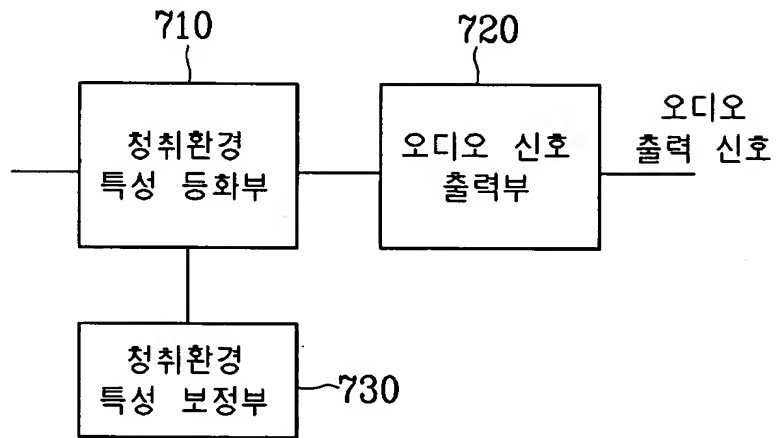 710
720
청취환경
특성 등화부
오디오 신호
출력부
오디오
출력 신호
청취환경
특성 보정부
730